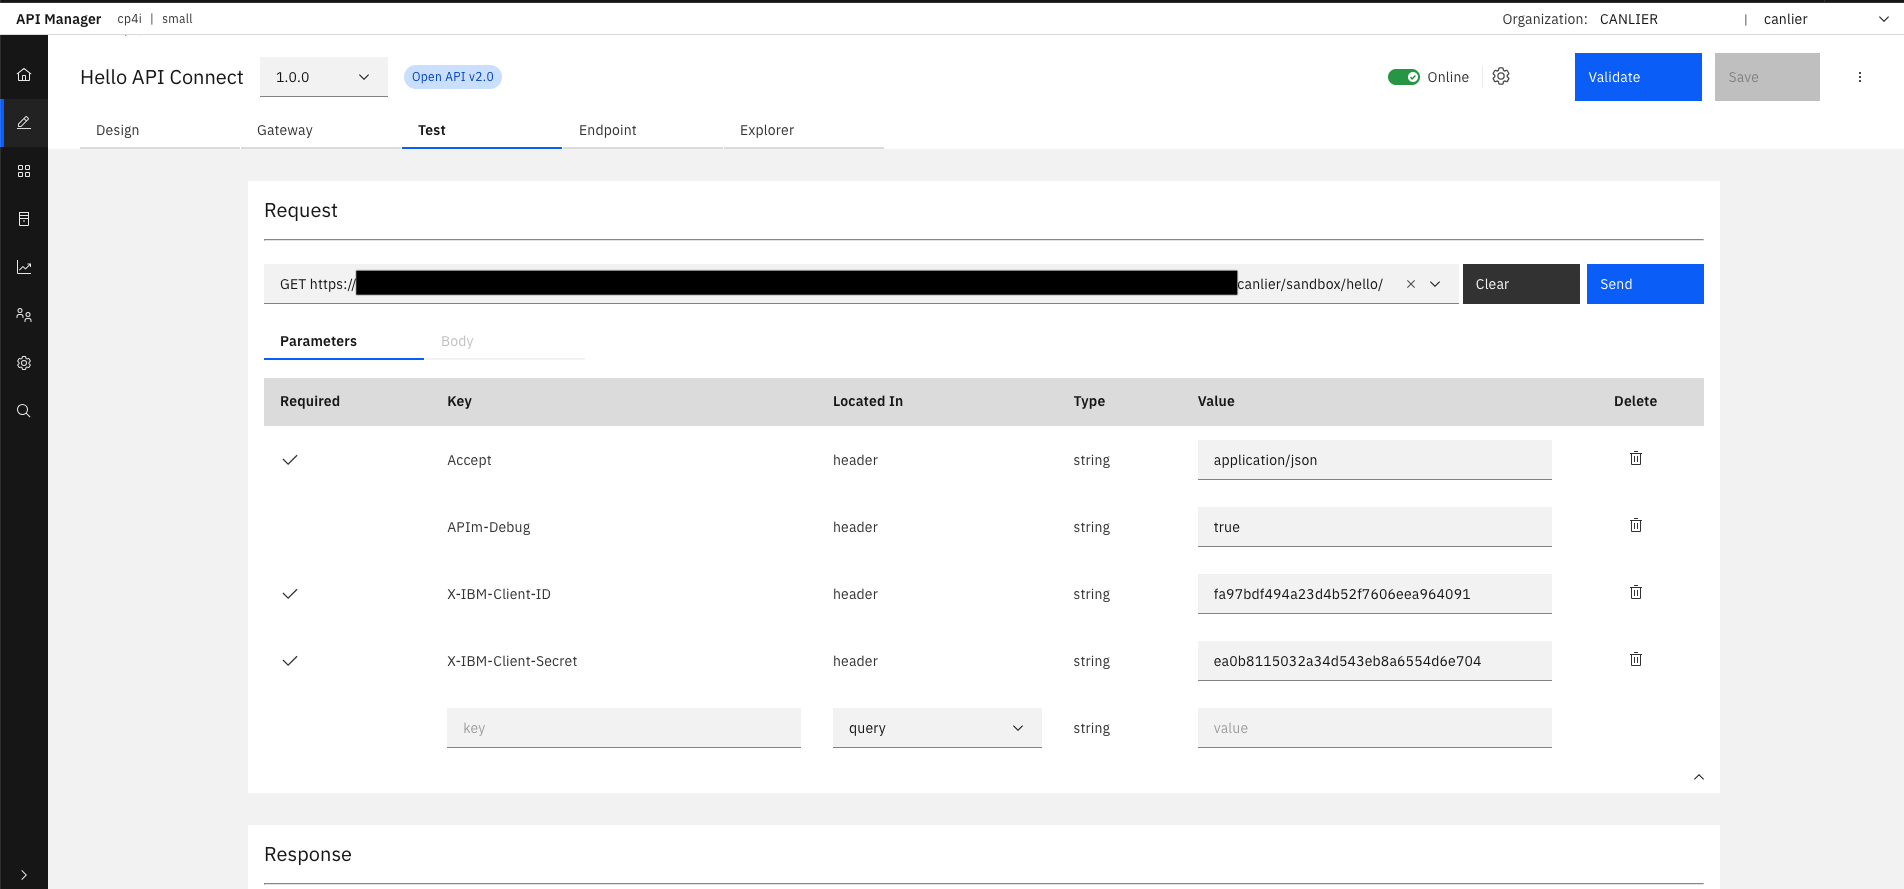 API Manager cp4i | small Organization: CANLIER | canlier
Hello API Connect 1.0.0 Open API v2.0 Online Validate Save
Design Gateway Test Endpoint Explorer
Request
GET https:// canlier/sandbox/hello/ Clear Send
Parameters Body
Required Key Located In Type Value Delete
Accept header string application/json
APIm-Debug header string true
X-IBM-Client-ID header string fa97bdf494a23d4b52f7606eea964091
X-IBM-Client-Secret header string ea0b8115032a34d543eb8a6554d6e704
key query string value
Response